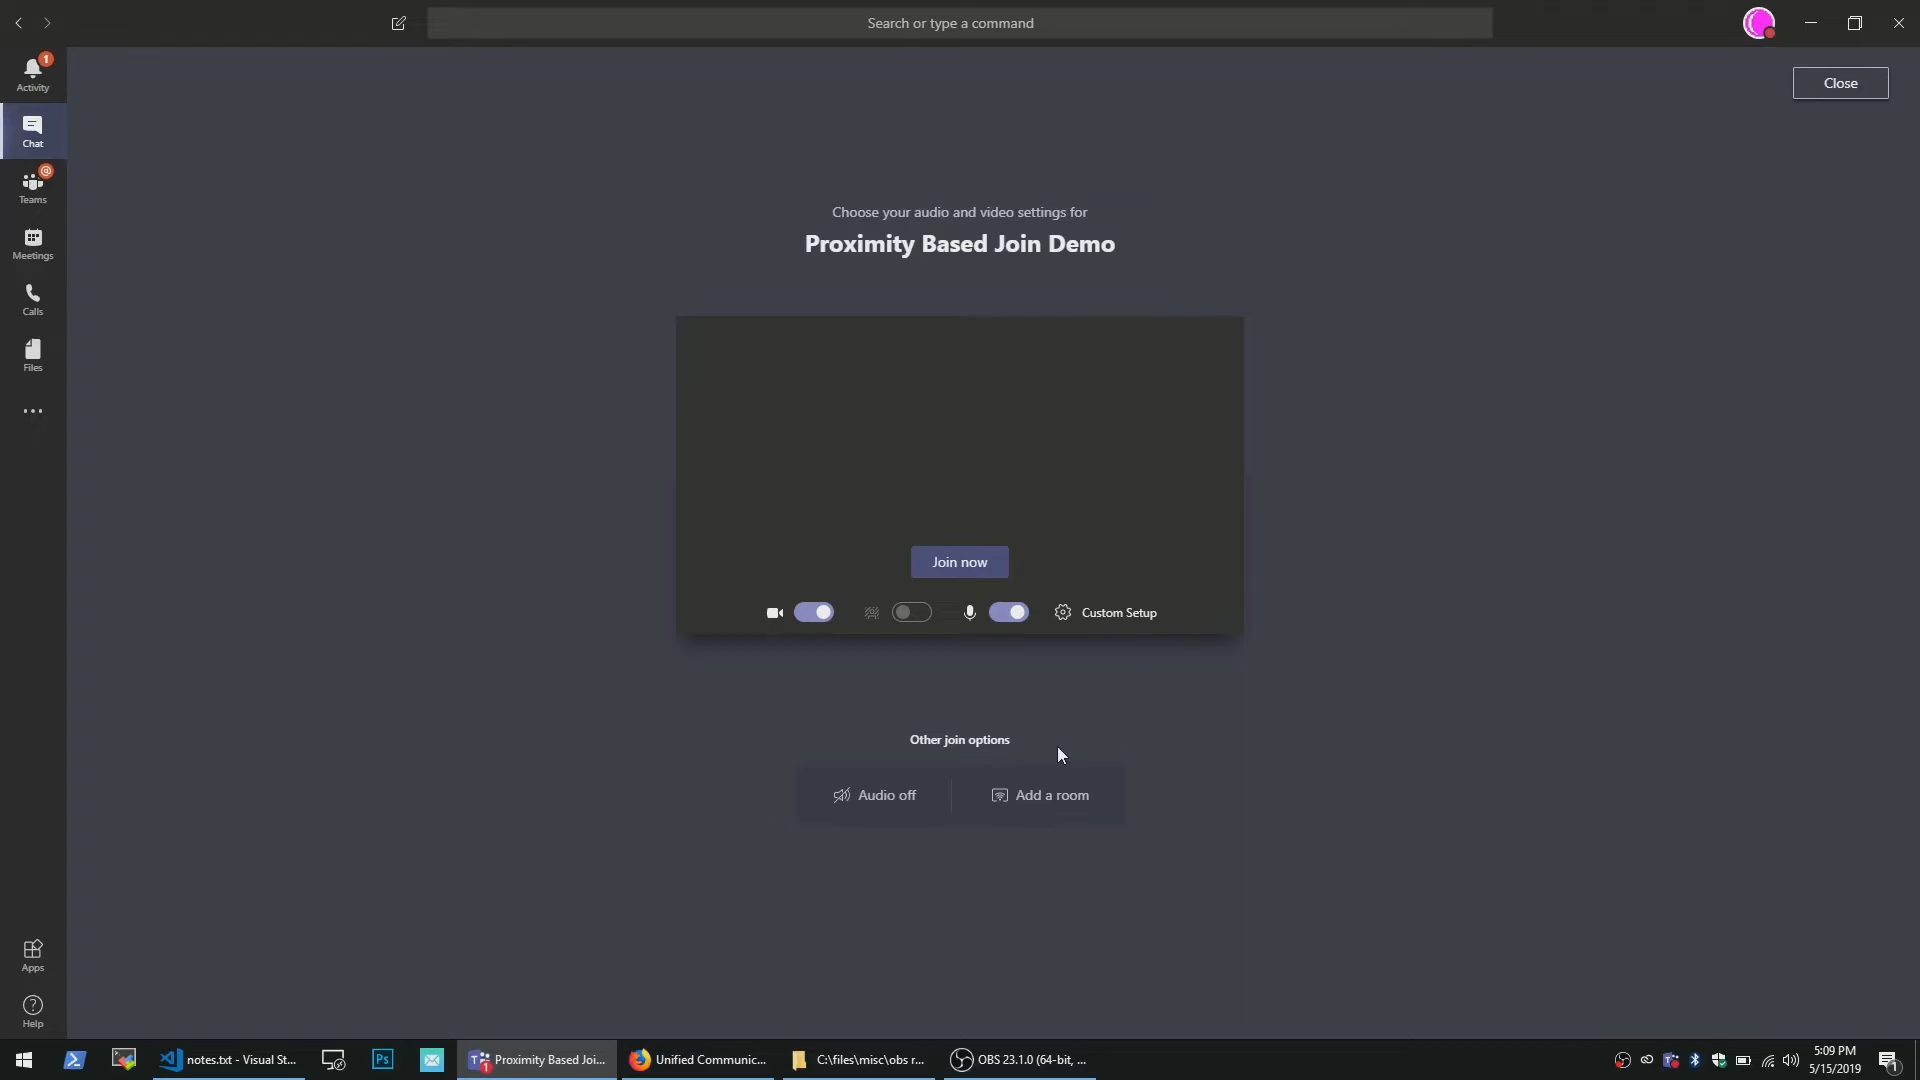 Search or type a command
1
Activity
Close
Chat
@
Teams
Choose your audio and video settings for
Proximity Based Join Demo
Meetings
Calls
Files
Join now
Custom Setup
Other join options
Audio off
Add a room
Apps
?
Help
notes.txt - Visual St...
Ps
T
1
Proximity Based Joi...
Unified Communic...
C:\files\misc\obs r...
OBS 23.1.0 (64-bit, ...
5:09 PM
5/15/2019
1